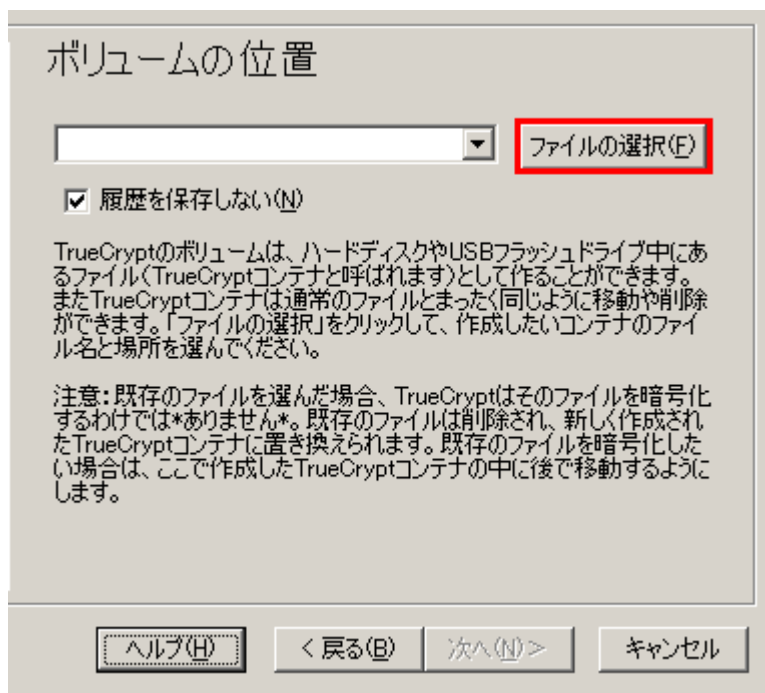 ボリュームの位置
ファイルの選択(F)
履歴を保存しない(N)
TrueCryptのボリュームは、ハードディスクやUSBフラッシュドライブ中にあ
るファイル(TrueCryptコンテナと呼ばれます)として作ることができます。
またTrueCryptコンテナは通常のファイルとまったく同じように移動や削除
ができます。「ファイルの選択」をクリックして、作成したいコンテナのファイ
ル名と場所を選んでください。
注意:既存のファイルを選んだ場合、TrueCryptはそのファイルを暗号化
するわけでは*ありません*。既存のファイルは削除され、新しく作成され
たTrueCryptコンテナに置き換えられます。既存のファイルを暗号化した
い場合は、ここで作成したTrueCryptコンテナの中に後で移動するように
します。
ヘルプ(H) < 戻る(B) 次へ(N) > キャンセル